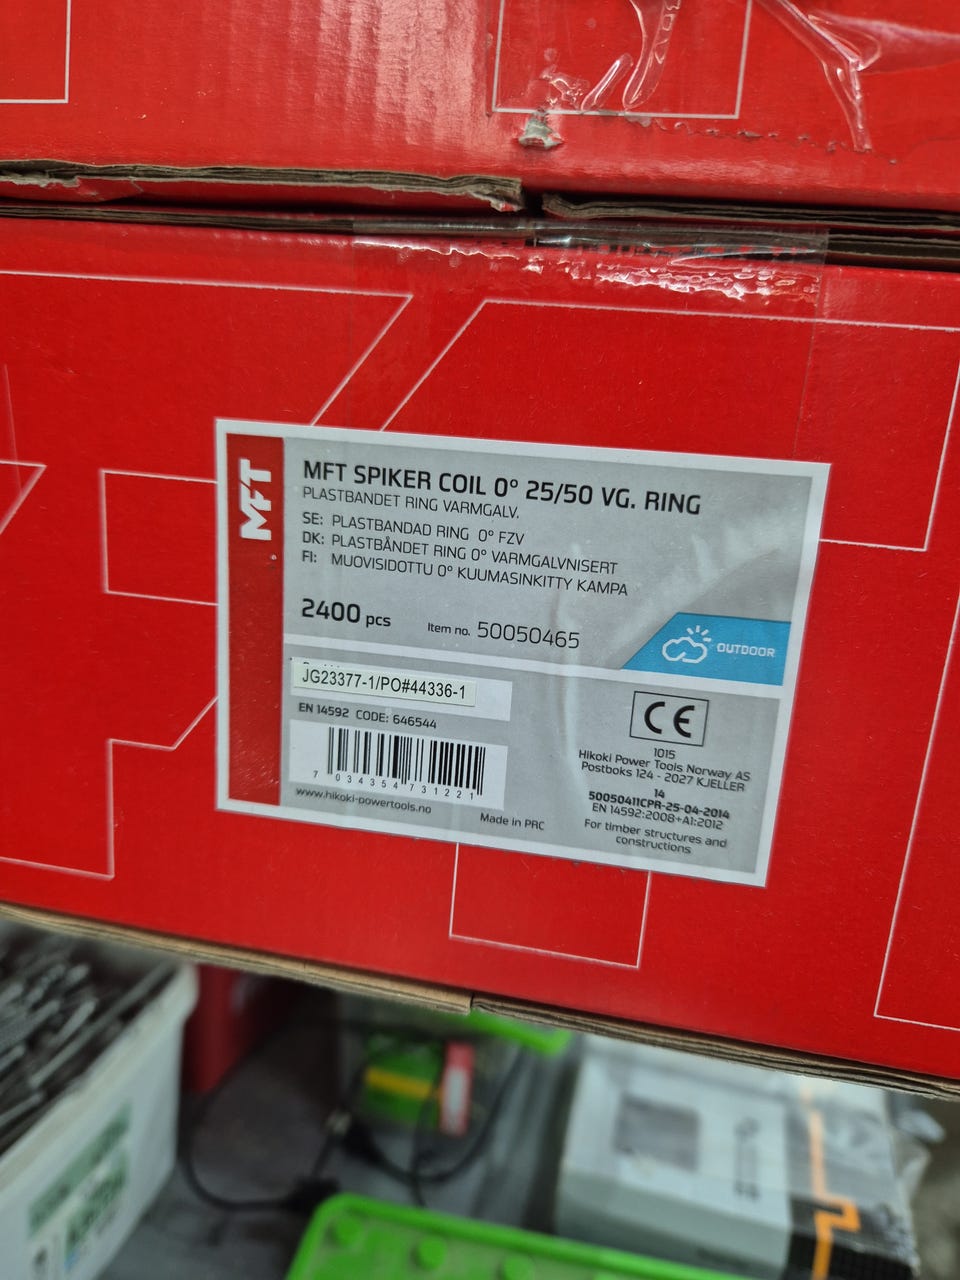 MFT
MFT SPIKER COIL 0° 25/50 VG. RING
PLASTBANDET RING VARMGALV.
SE: PLASTBANDAD RING 0° FZV
DK: PLASTBÅNDET RING 0° VARMGALVNISERT
FI: MUOVISIDOTTU 0° KUUMASINKITTY KAMPA
2400 pcs
Item no. 50050465
OUTDOOR
JG23377-1/PO#44336-1
EN 14592 CODE: 646544
7 034354 731221
www.hikoki-powertools.no
Made in PRC
CE
1015
Hikoki Power Tools Norway AS
Postboks 124 - 2027 KJELLER
14
50050411CPR-25-04-2014
EN 14592:2008+A1:2012
For timber structures and
constructions